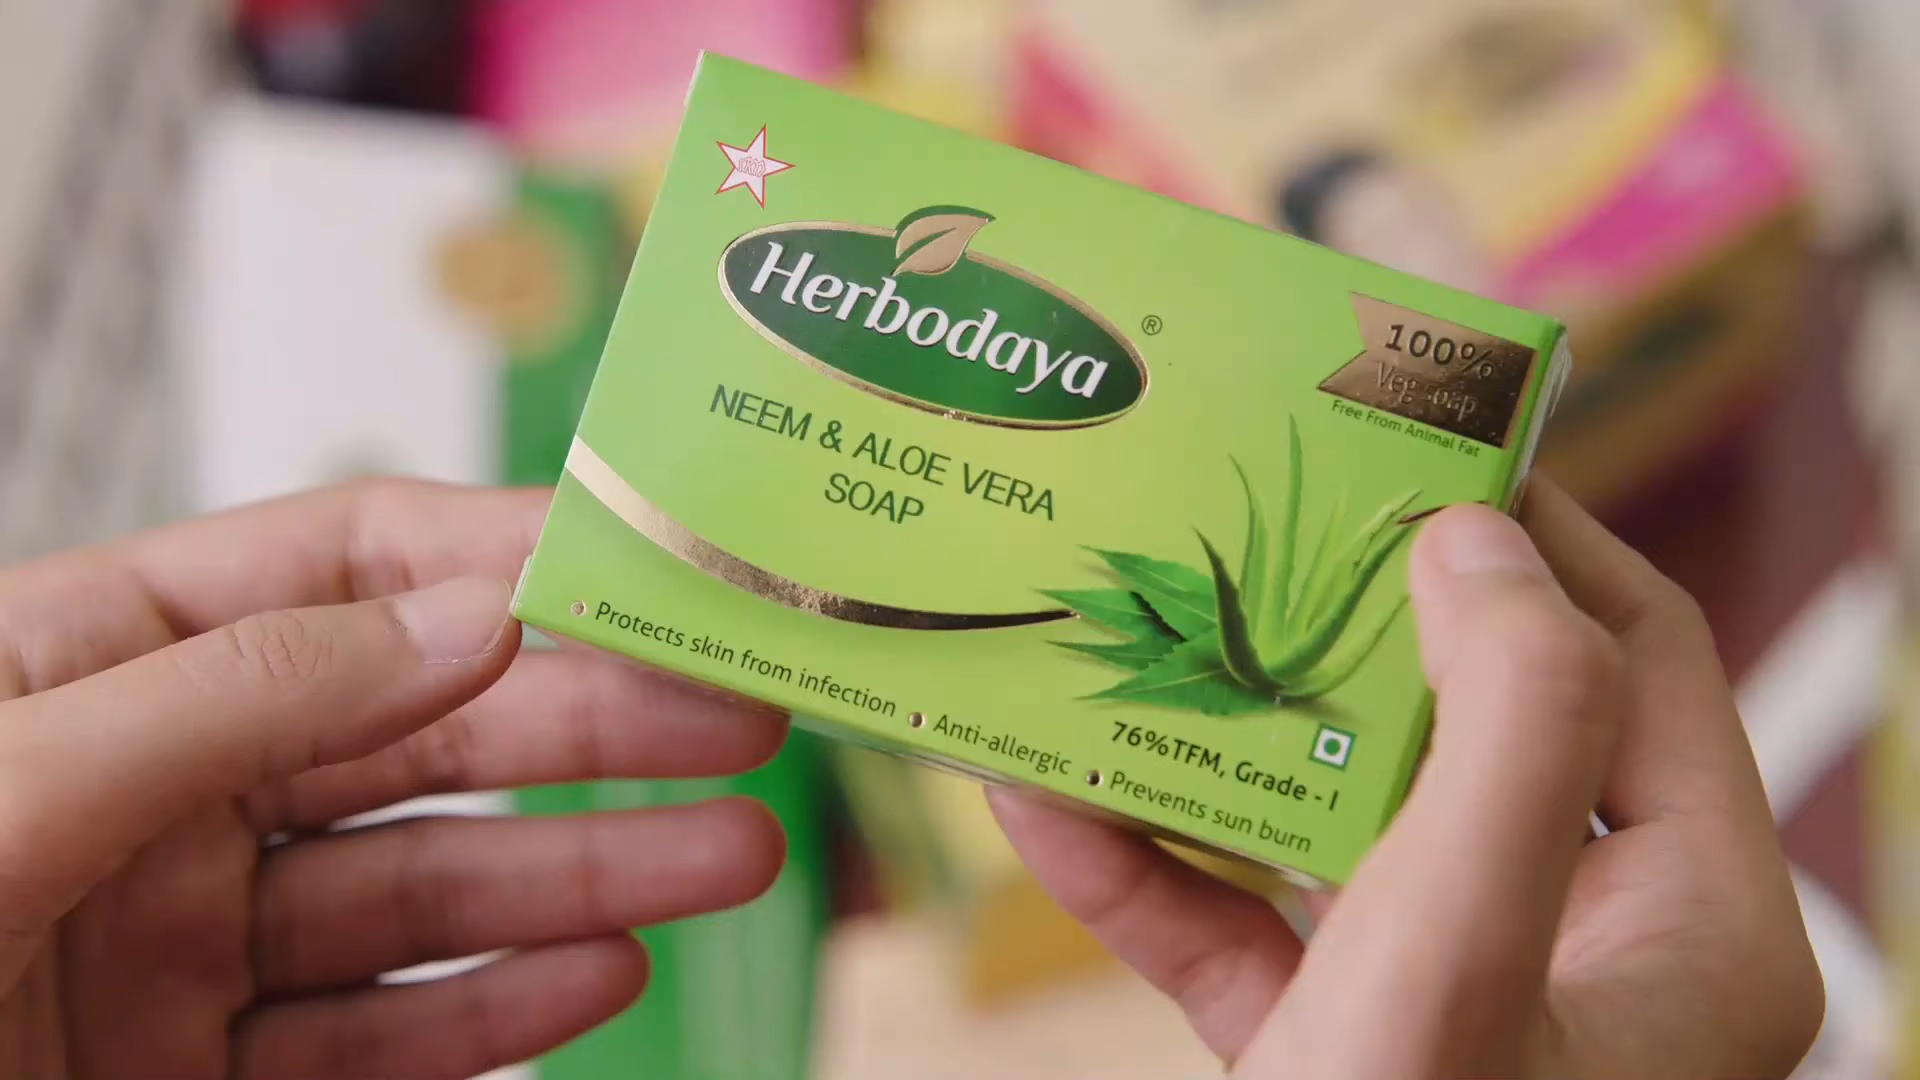 Herbodaya
®
NEEM & ALOE VERA
SOAP
100%
Veg soap
Free From Animal Fat
Protects skin from infection
Anti-allergic
Prevents sun burn
76%TFM, Grade - I